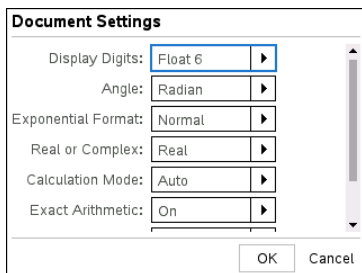 Document Settings
Display Digits: Float 6
Angle: Radian
Exponential Format: Normal
Real or Complex: Real
Calculation Mode: Auto
Exact Arithmetic: On
OK Cancel